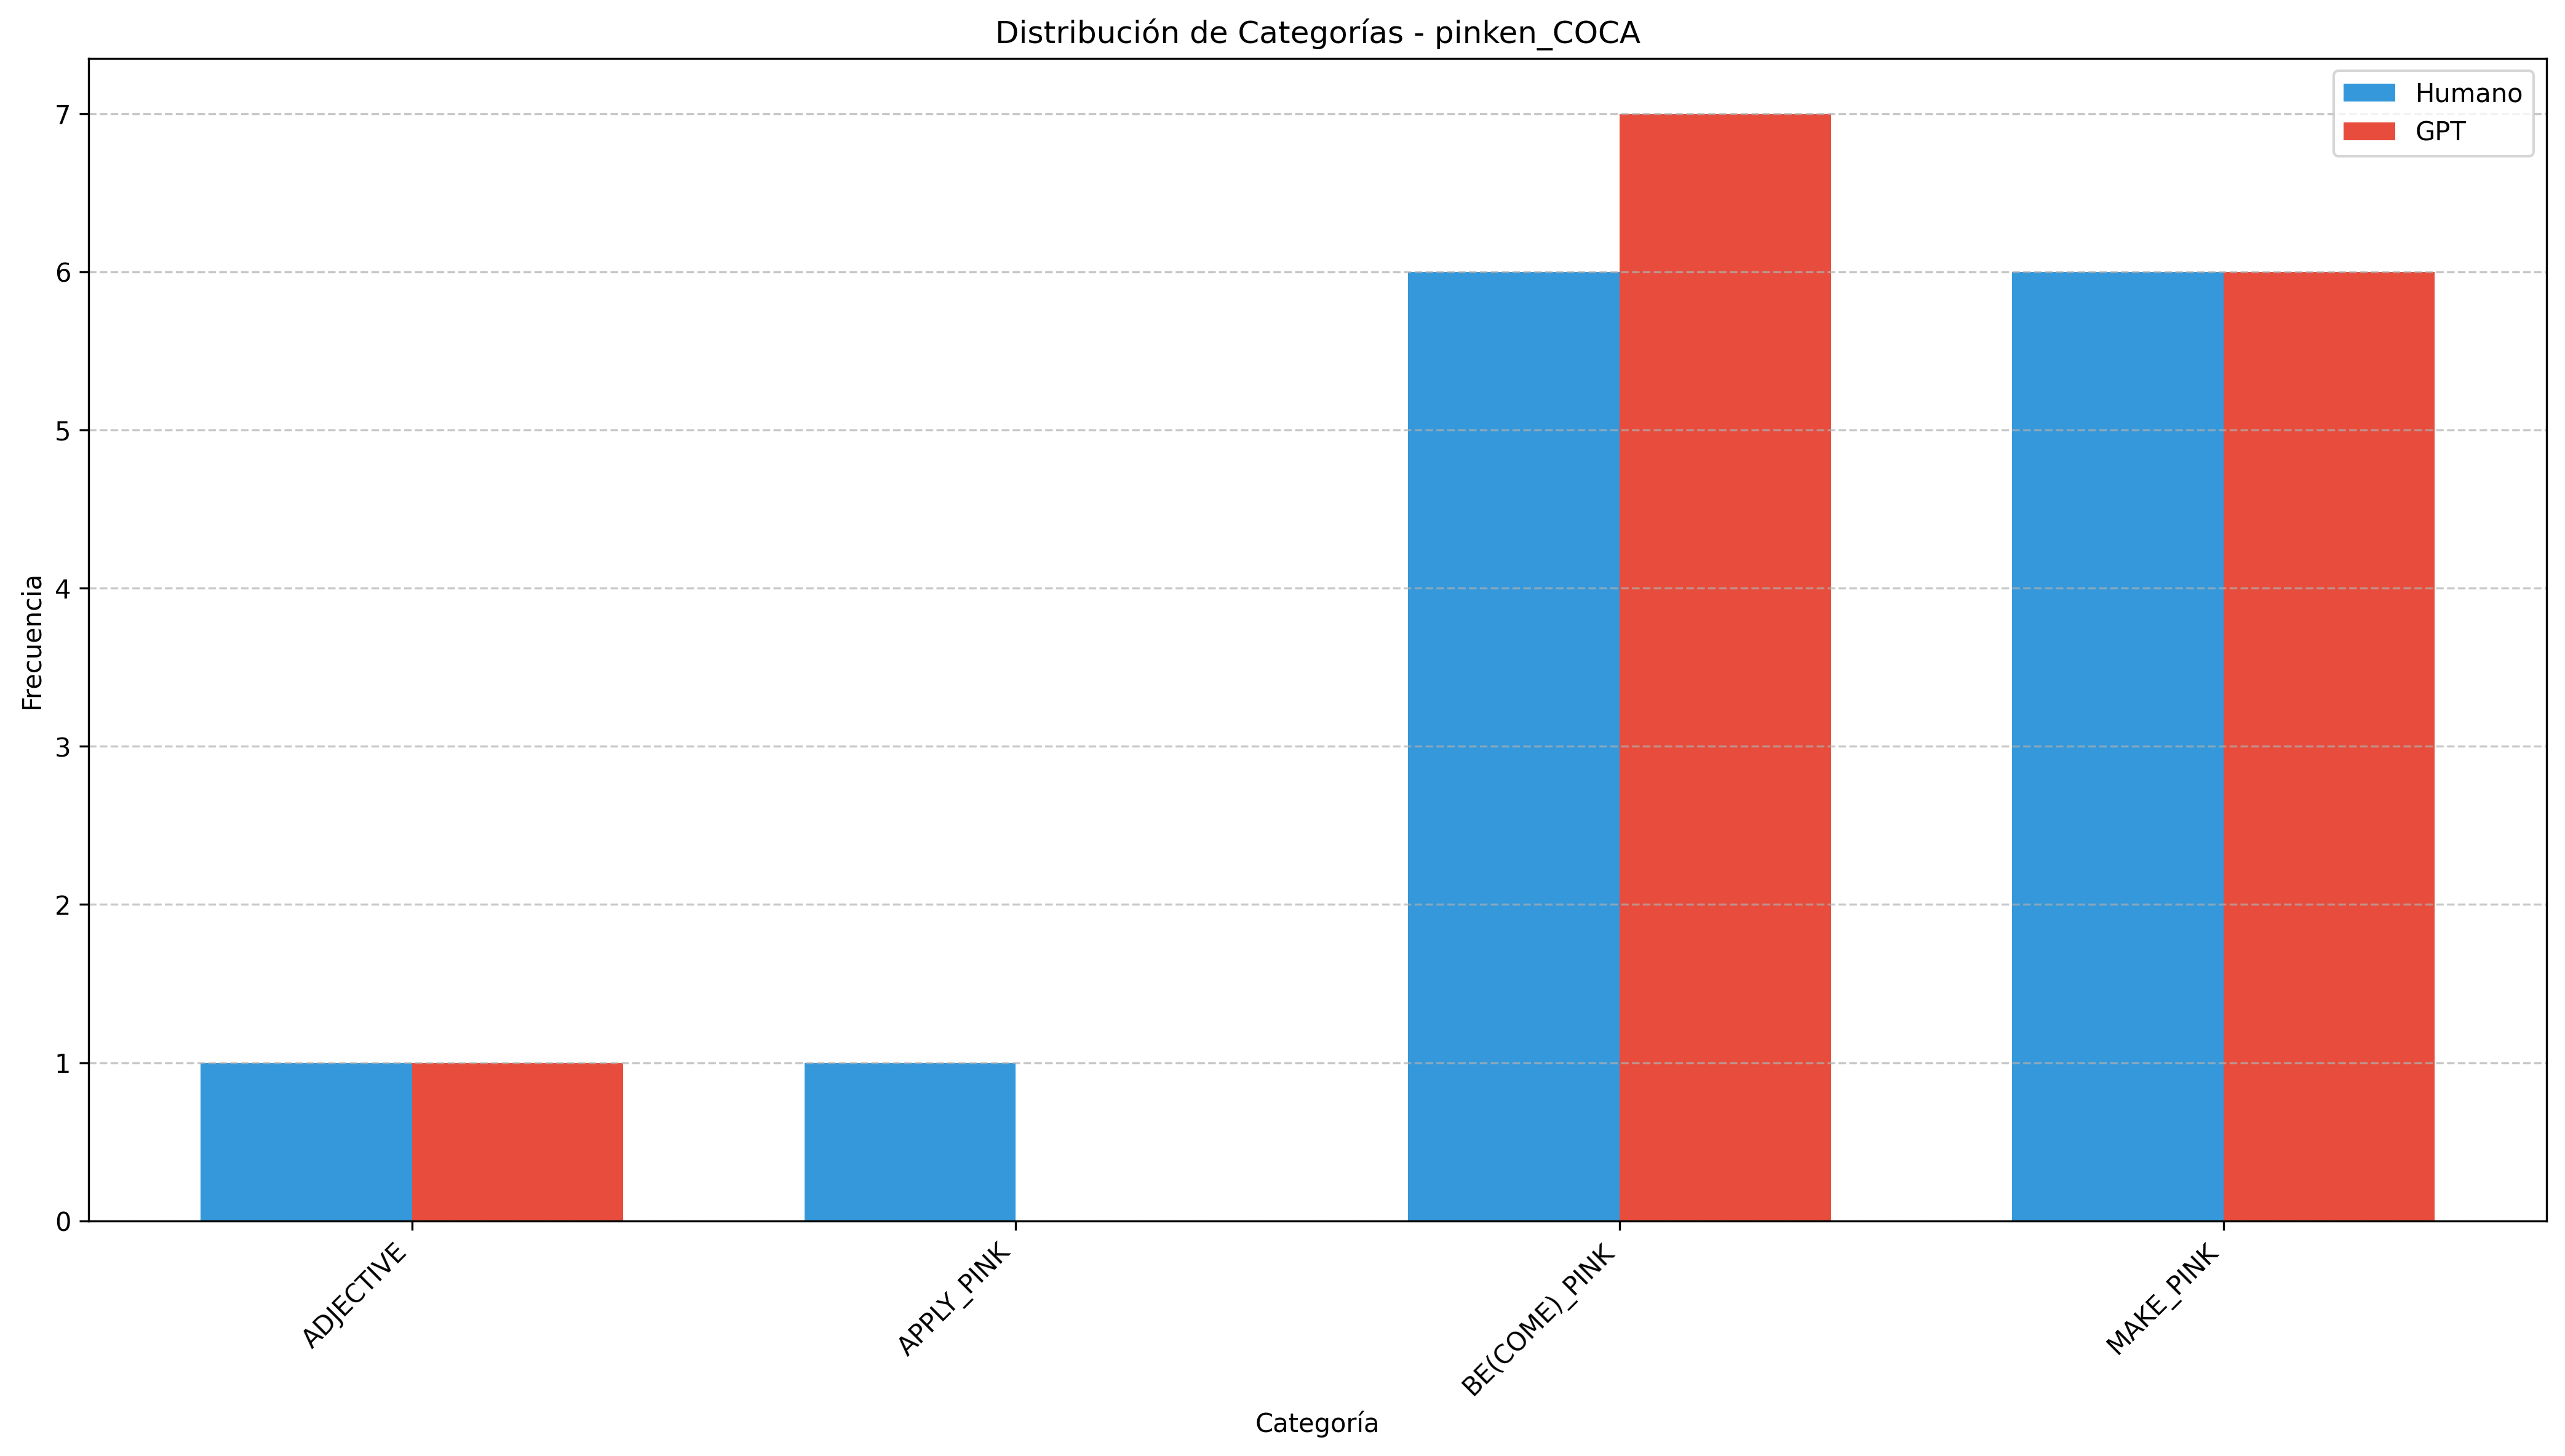 Distribución de Categorías - pinken_COCA
Humano
GPT
Frecuencia
7
6
5
4
3
2
1
0
ADJECTIVE
APPLY_PINK
BE(COME)_PINK
MAKE_PINK
Categoría